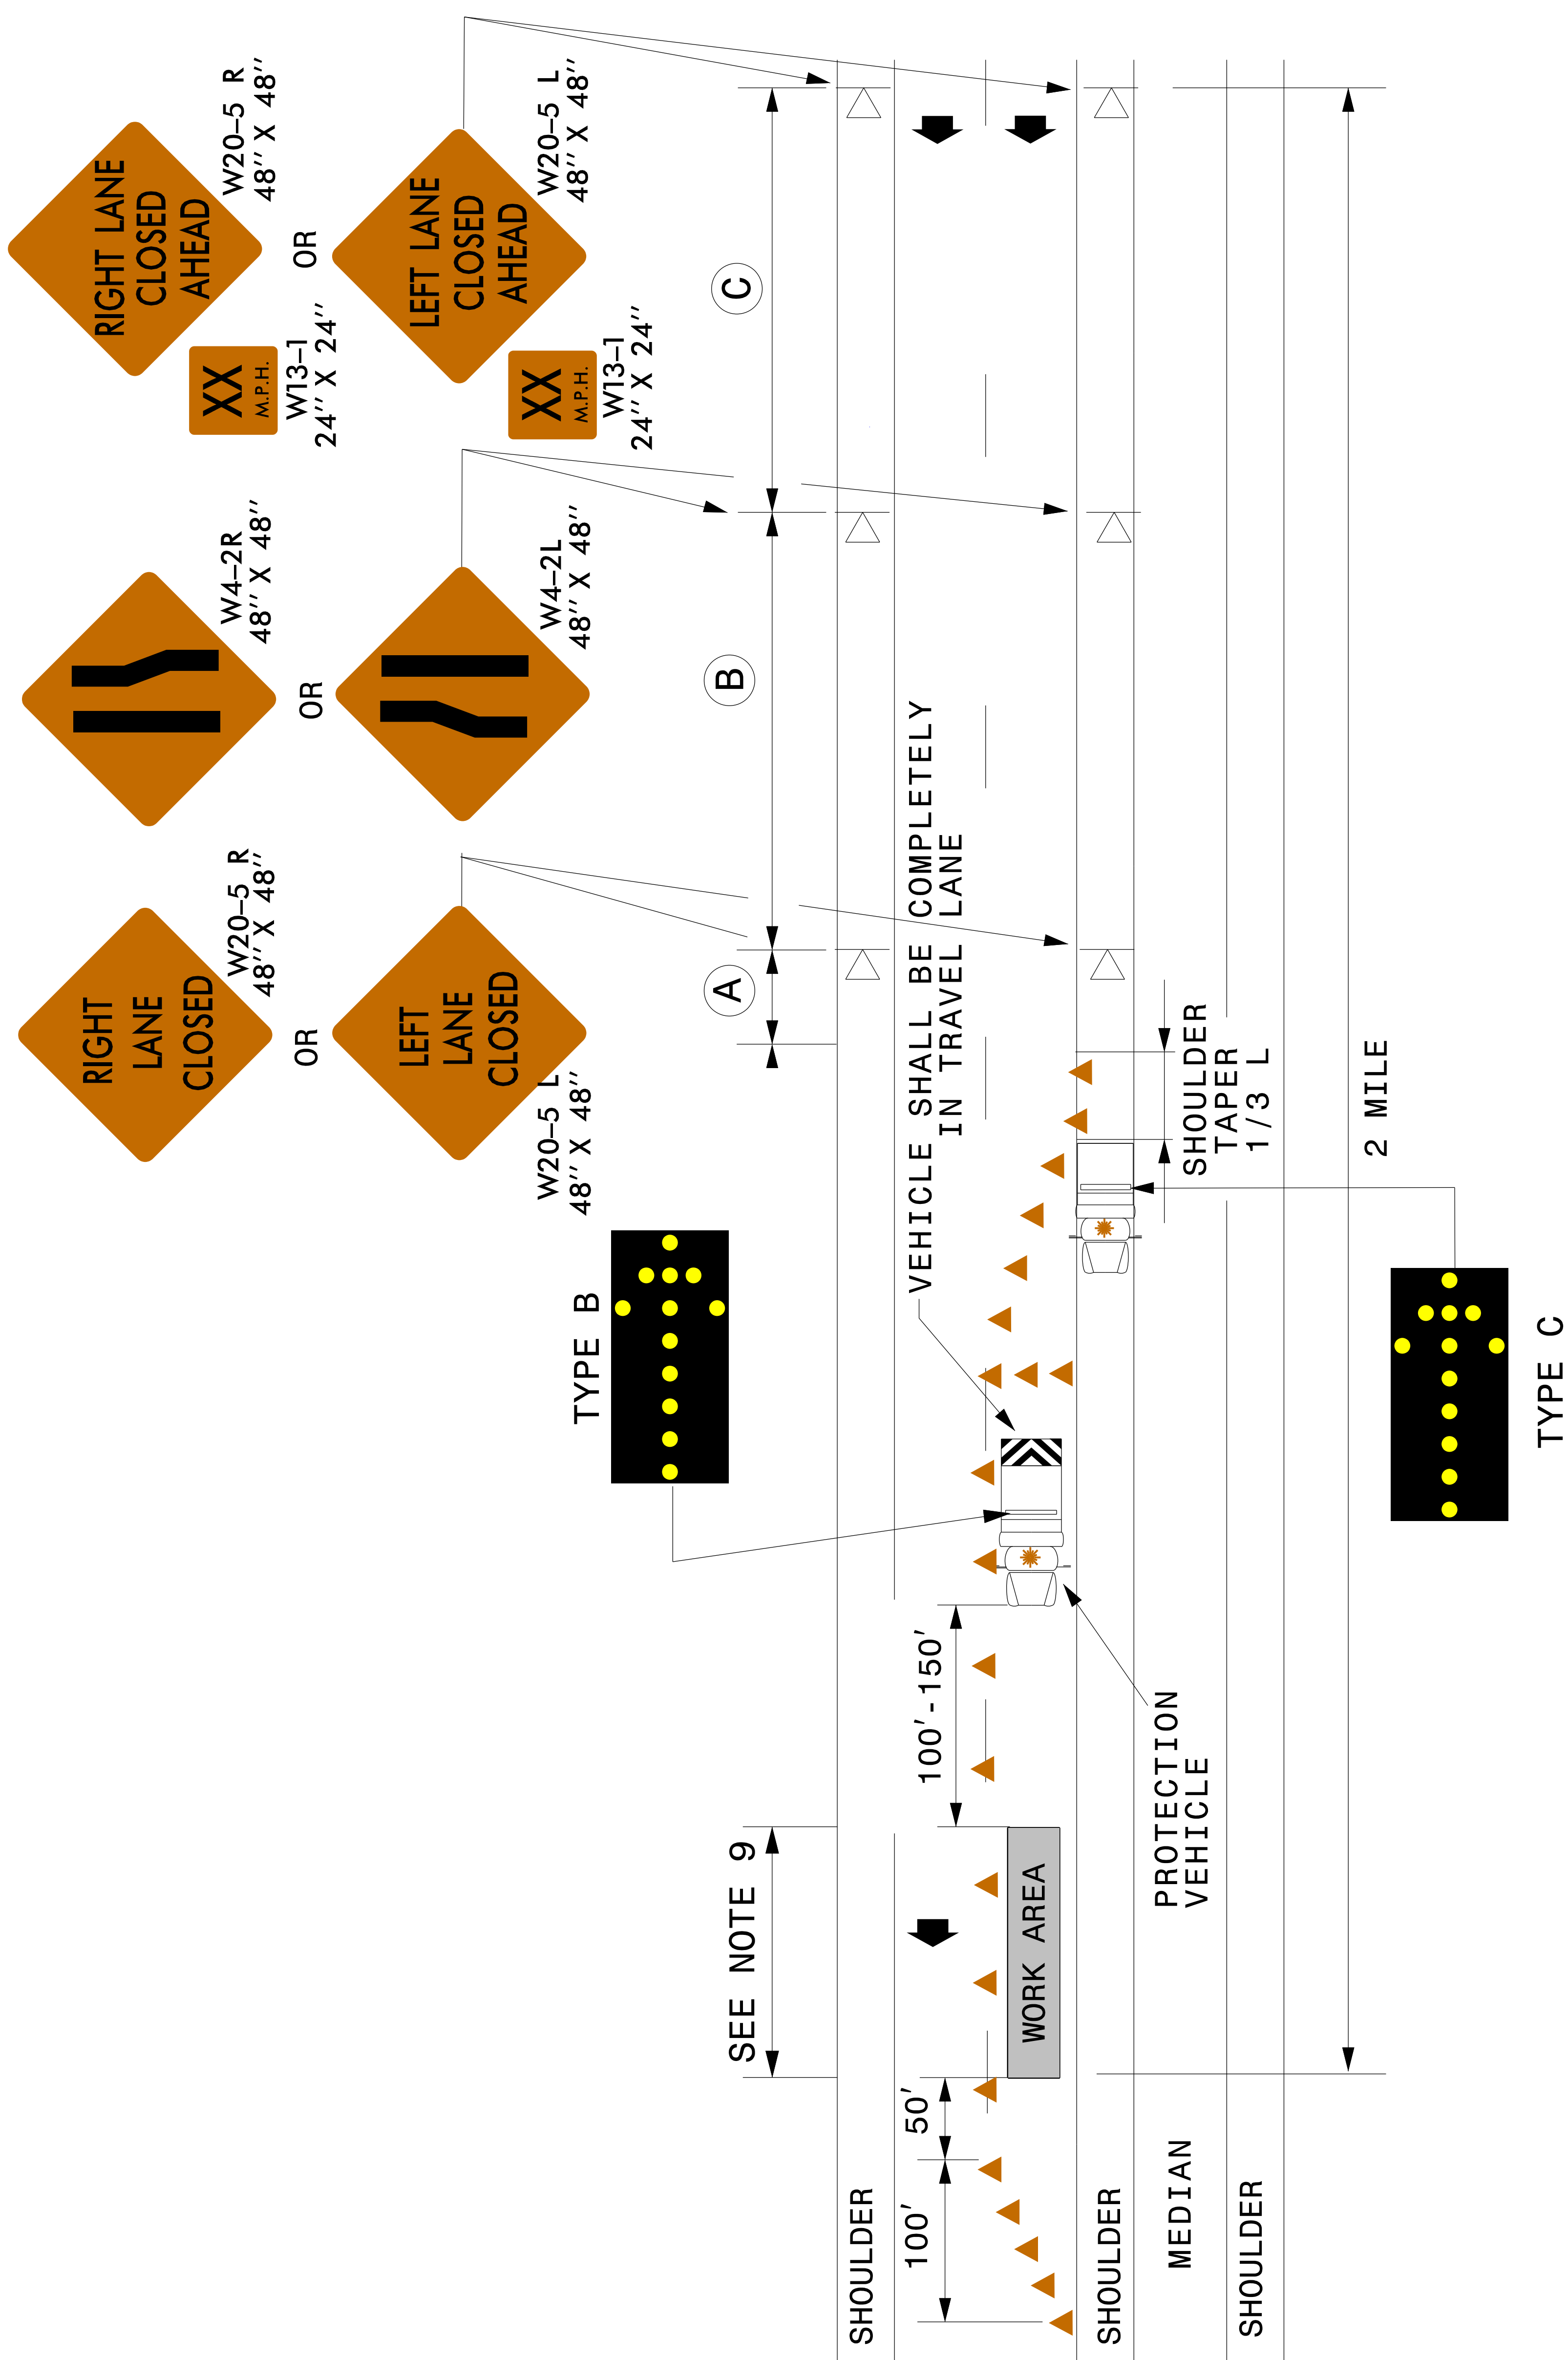 RIGHT
LANE
CLOSED
W20-5 R
48'' X 48''
OR
LEFT
LANE
CLOSED
W20-5 L
48'' X 48''
W4-2R
48'' X 48''
OR
W4-2L
48'' X 48''
RIGHT LANE
CLOSED
AHEAD
W20-5 R
48'' X 48''
XX
M.P.H.
W13-1
24'' X 24''
OR
LEFT LANE
CLOSED
AHEAD
W20-5 L
48'' X 48''
XX
M.P.H.
W13-1
24'' X 24''
TYPE B
SEE NOTE 9
A
B
C
VEHICLE SHALL BE COMPLETELY
IN TRAVEL LANE
SHOULDER
100'
50'
100'-150'
WORK AREA
SHOULDER
PROTECTION
VEHICLE
SHOULDER
TAPER
1/3 L
MEDIAN
SHOULDER
2 MILE
TYPE C